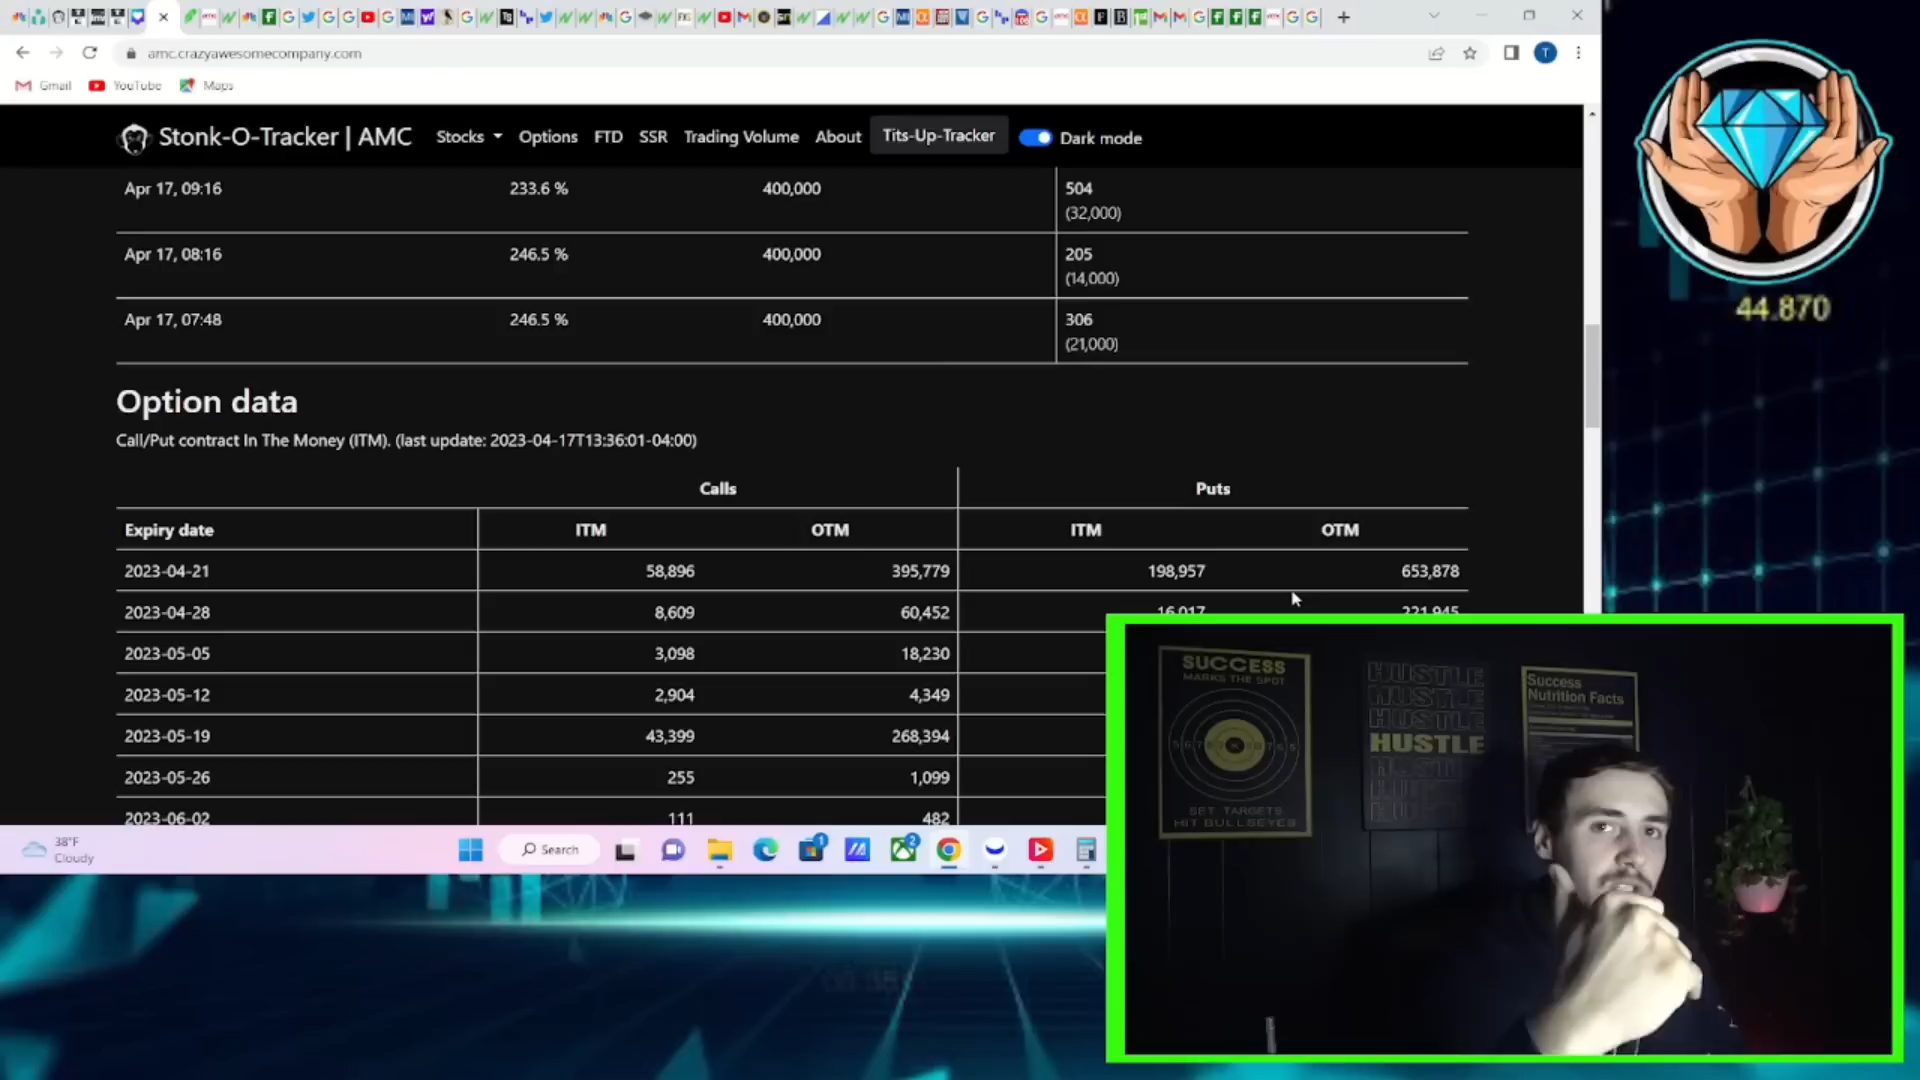 amc.crazyawesomecompany.com
Gmail YouTube Maps
Stonk-O-Tracker | AMC Stocks Options FTD SSR Trading Volume About Tits-Up-Tracker Dark mode
Apr 17, 09:16 233.6 % 400,000 504
(32,000)
Apr 17, 08:16 246.5 % 400,000 205
(14,000)
Apr 17, 07:48 246.5 % 400,000 306
(21,000)
44.870
Option data
Call/Put contract In The Money (ITM). (last update: 2023-04-17T13:36:01-04:00)
Calls Puts
Expiry date ITM OTM ITM OTM
2023-04-21 58,896 395,779 198,957 653,878
2023-04-28 8,609 60,452 16,017 221,945
2023-05-05 3,098 18,230
2023-05-12 2,904 4,349
2023-05-19 43,399 268,394
2023-05-26 255 1,099
2023-06-02 111 482
SUCCESS
MARKS THE SPOT
SET TARGETS
HIT BULLSEYES
HUSTLE
HUSTLE
HUSTLE
HUSTLE
Success
Nutrition Facts
38°F
Cloudy
Search